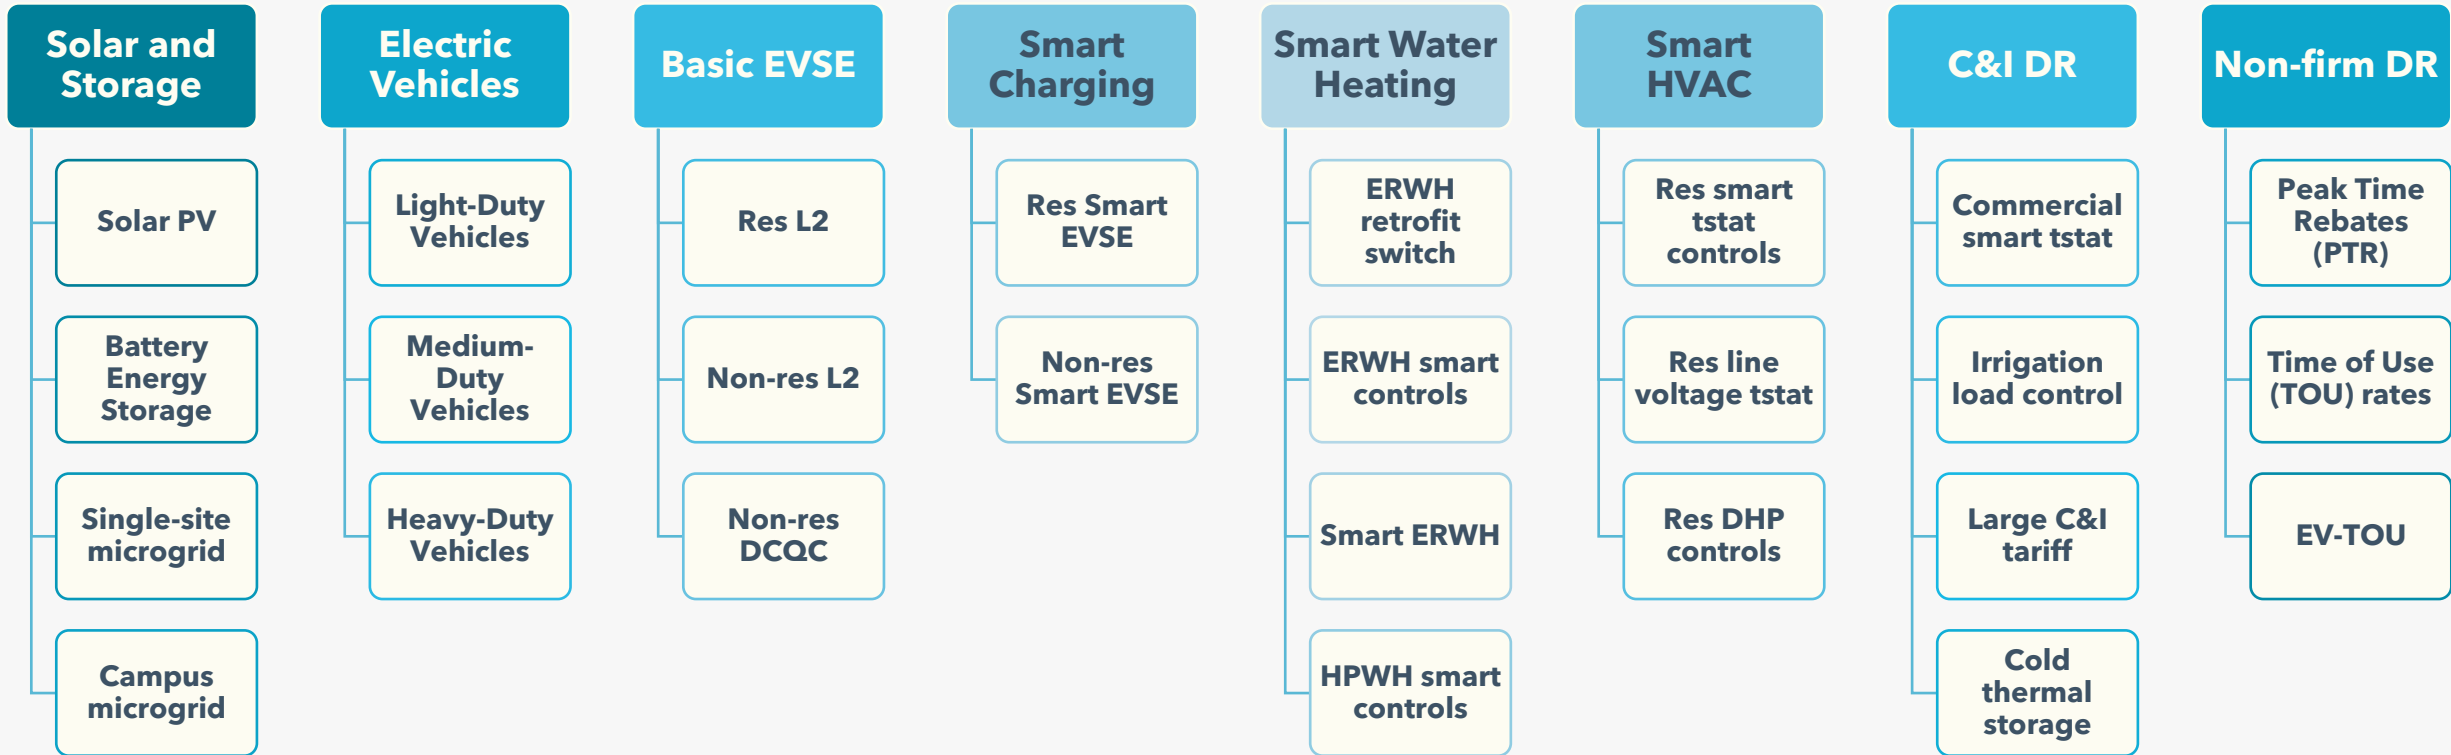 Solar and
Storage
Solar PV
Battery
Energy
Storage
Single-site
microgrid
Campus
microgrid
Electric
Vehicles
Light-Duty
Vehicles
Medium-
Duty
Vehicles
Heavy-Duty
Vehicles
Basic EVSE
Res L2
Non-res L2
Non-res
DCQC
Smart
Charging
Res Smart
EVSE
Non-res
Smart EVSE
Smart Water
Heating
ERWH
retrofit
switch
ERWH smart
controls
Smart ERWH
HPWH smart
controls
Smart
HVAC
Res smart
tstat
controls
Res line
voltage tstat
Res DHP
controls
C&I DR
Commercial
smart tstat
Irrigation
load control
Large C&I
tariff
Cold
thermal
storage
Non-firm DR
Peak Time
Rebates
(PTR)
Time of Use
(TOU) rates
EV-TOU